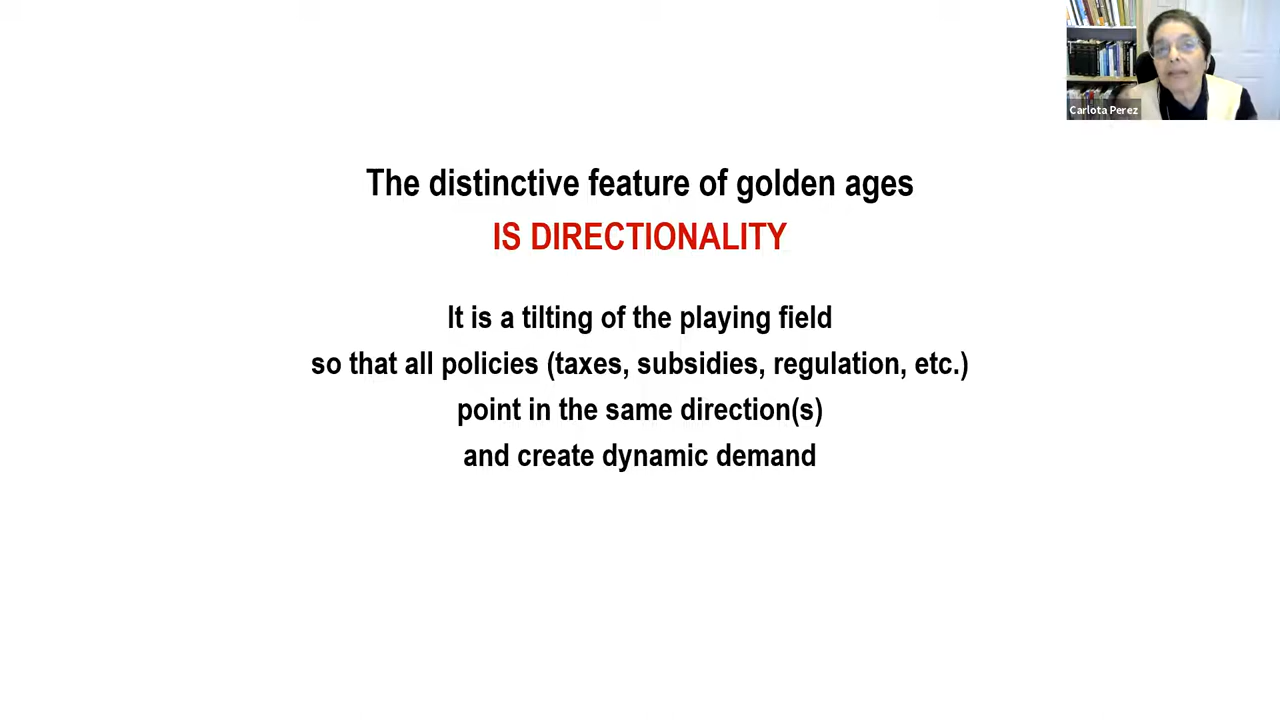 Carlota Perez
The distinctive feature of golden ages
IS DIRECTIONALITY
It is a tilting of the playing field
so that all policies (taxes, subsidies, regulation, etc.)
point in the same direction(s)
and create dynamic demand